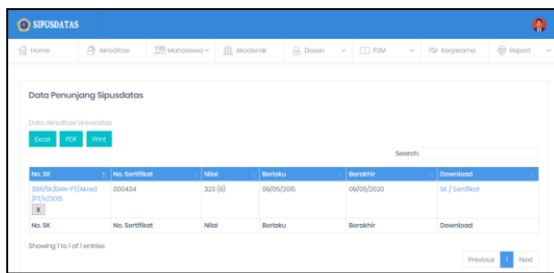 SIPUSDATAS
Home Akreditasi Mahasiswa Akademik Dosen P2M Kerjasama Report
Data Penunjang Sipusdatas
Data Akreditasi Universitas
Excel PDF Print
Search:
No. SK No. Sertifikat Nilai Berlaku Berakhir Download
386/SK/BAN-PT/Akred 000434 323 (B) 09/05/2015 09/05/2020 SK / Sertifikat
/PT/V/2015
X
No. SK No. Sertifikat Nilai Berlaku Berakhir Download
Showing 1 to 1 of 1 entries
Previous 1 Next